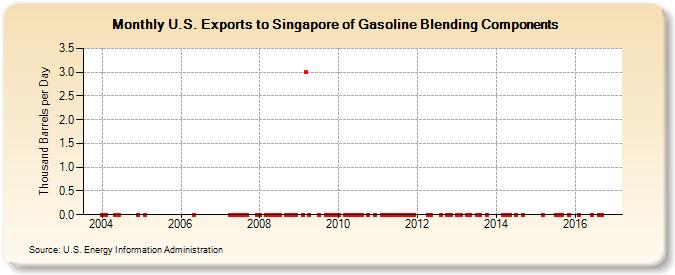 Monthly U.S. Exports to Singapore of Gasoline Blending Components
Thousand Barrels per Day
3.5
3.0
2.5
2.0
1.5
1.0
0.5
0.0
2004 2006 2008 2010 2012 2014 2016
Source: U.S. Energy Information Administration